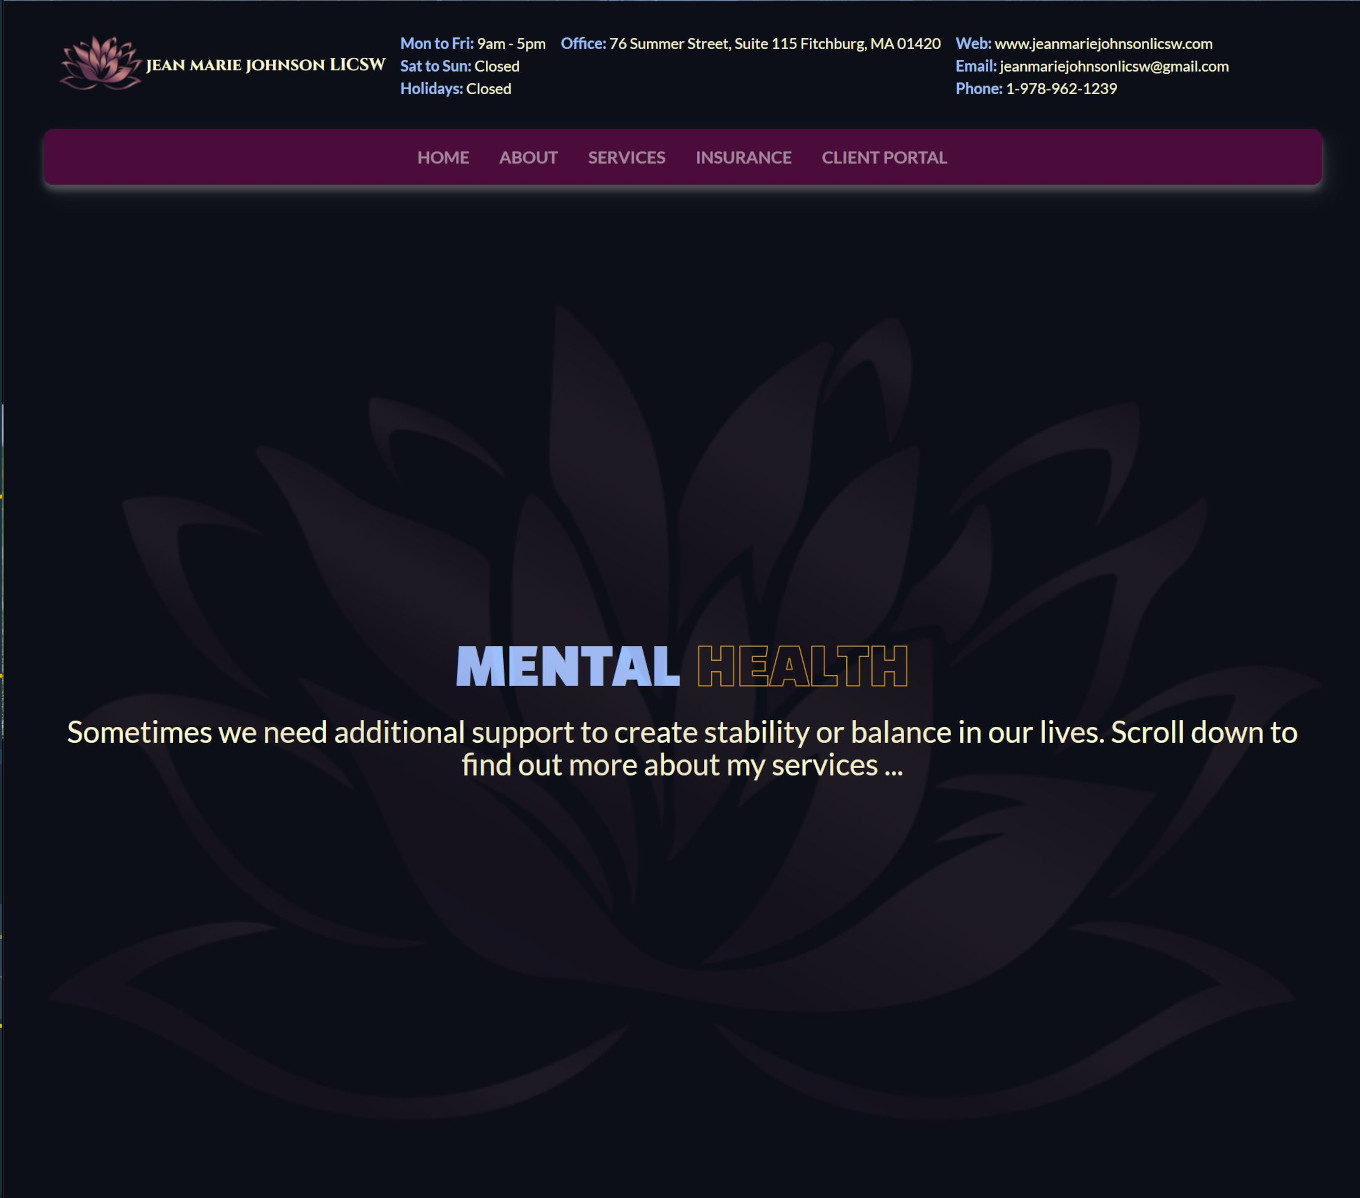 JEAN MARIE JOHNSON LICSW
Mon to Fri: 9am - 5pm
Sat to Sun: Closed
Holidays: Closed
Office: 76 Summer Street, Suite 115 Fitchburg, MA 01420
Web: www.jeanmariejohnsonlicsw.com
Email: jeanmariejohnsonlicsw@gmail.com
Phone: 1-978-962-1239
HOME ABOUT SERVICES INSURANCE CLIENT PORTAL
MENTAL HEALTH
Sometimes we need additional support to create stability or balance in our lives. Scroll down to
find out more about my services ...